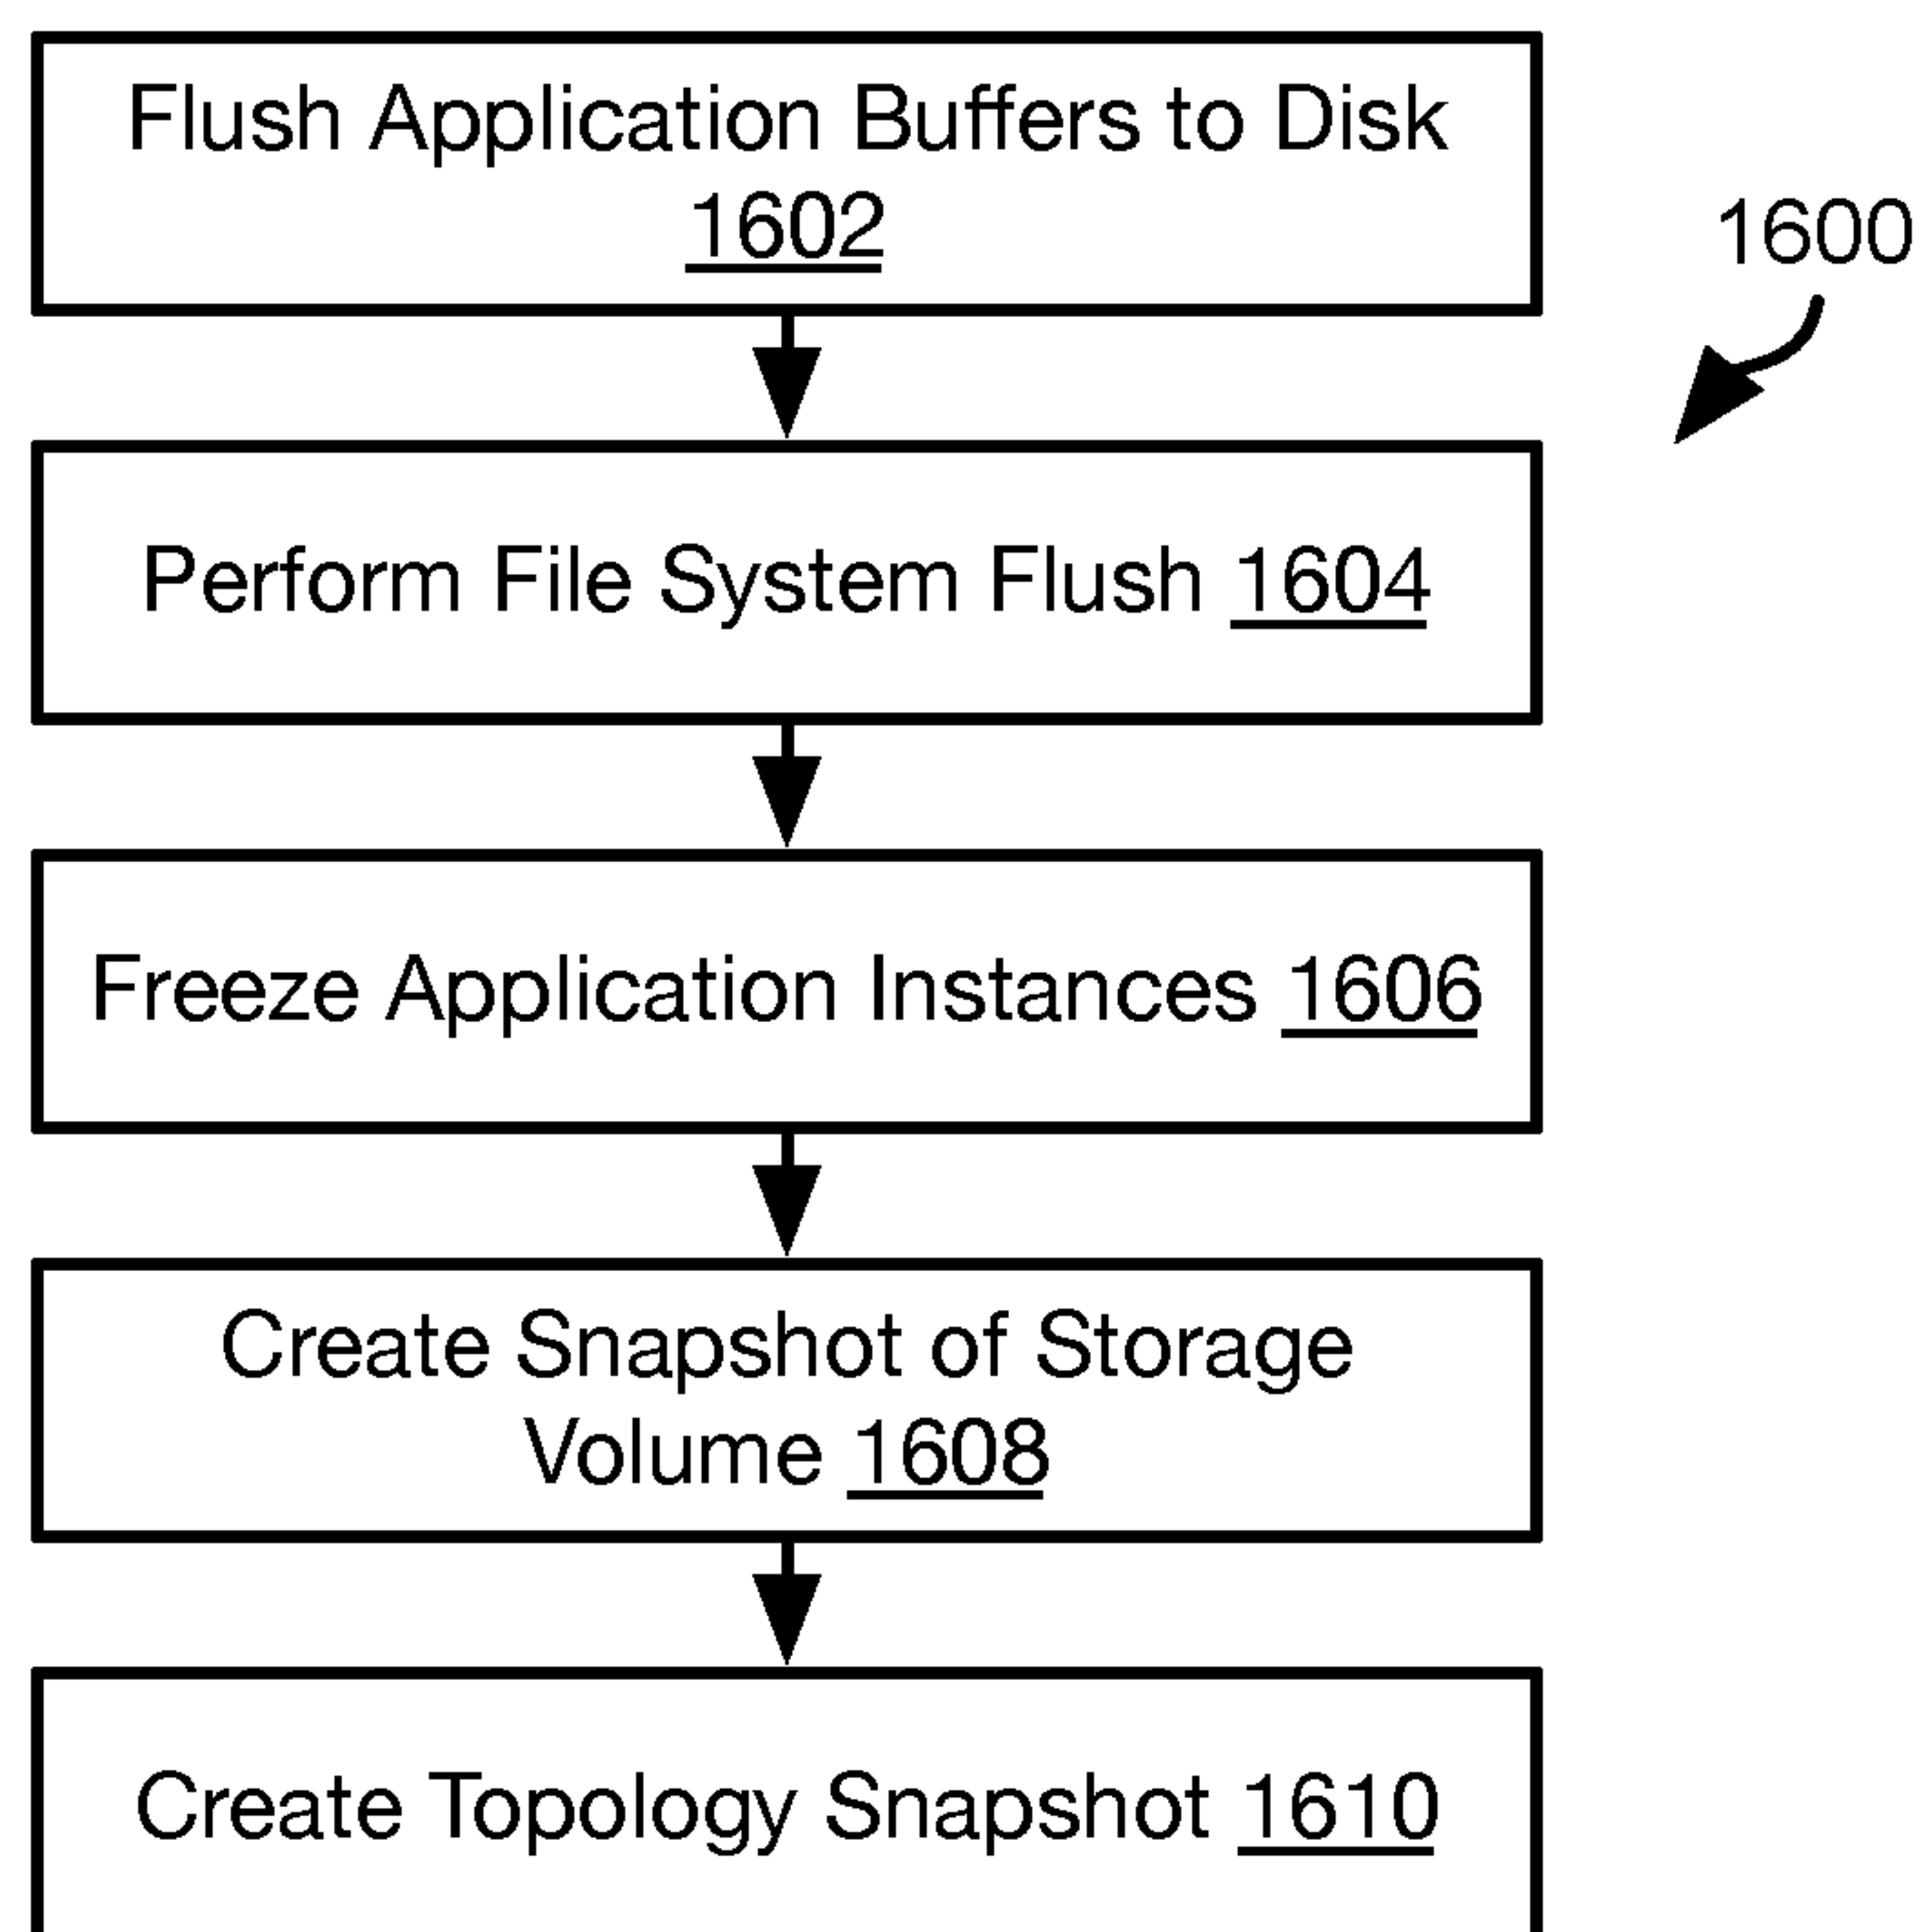 Flush Application Buffers to Disk
1602
1600
Perform File System Flush 1604
Freeze Application Instances 1606
Create Snapshot of Storage
Volume 1608
Create Topology Snapshot 1610